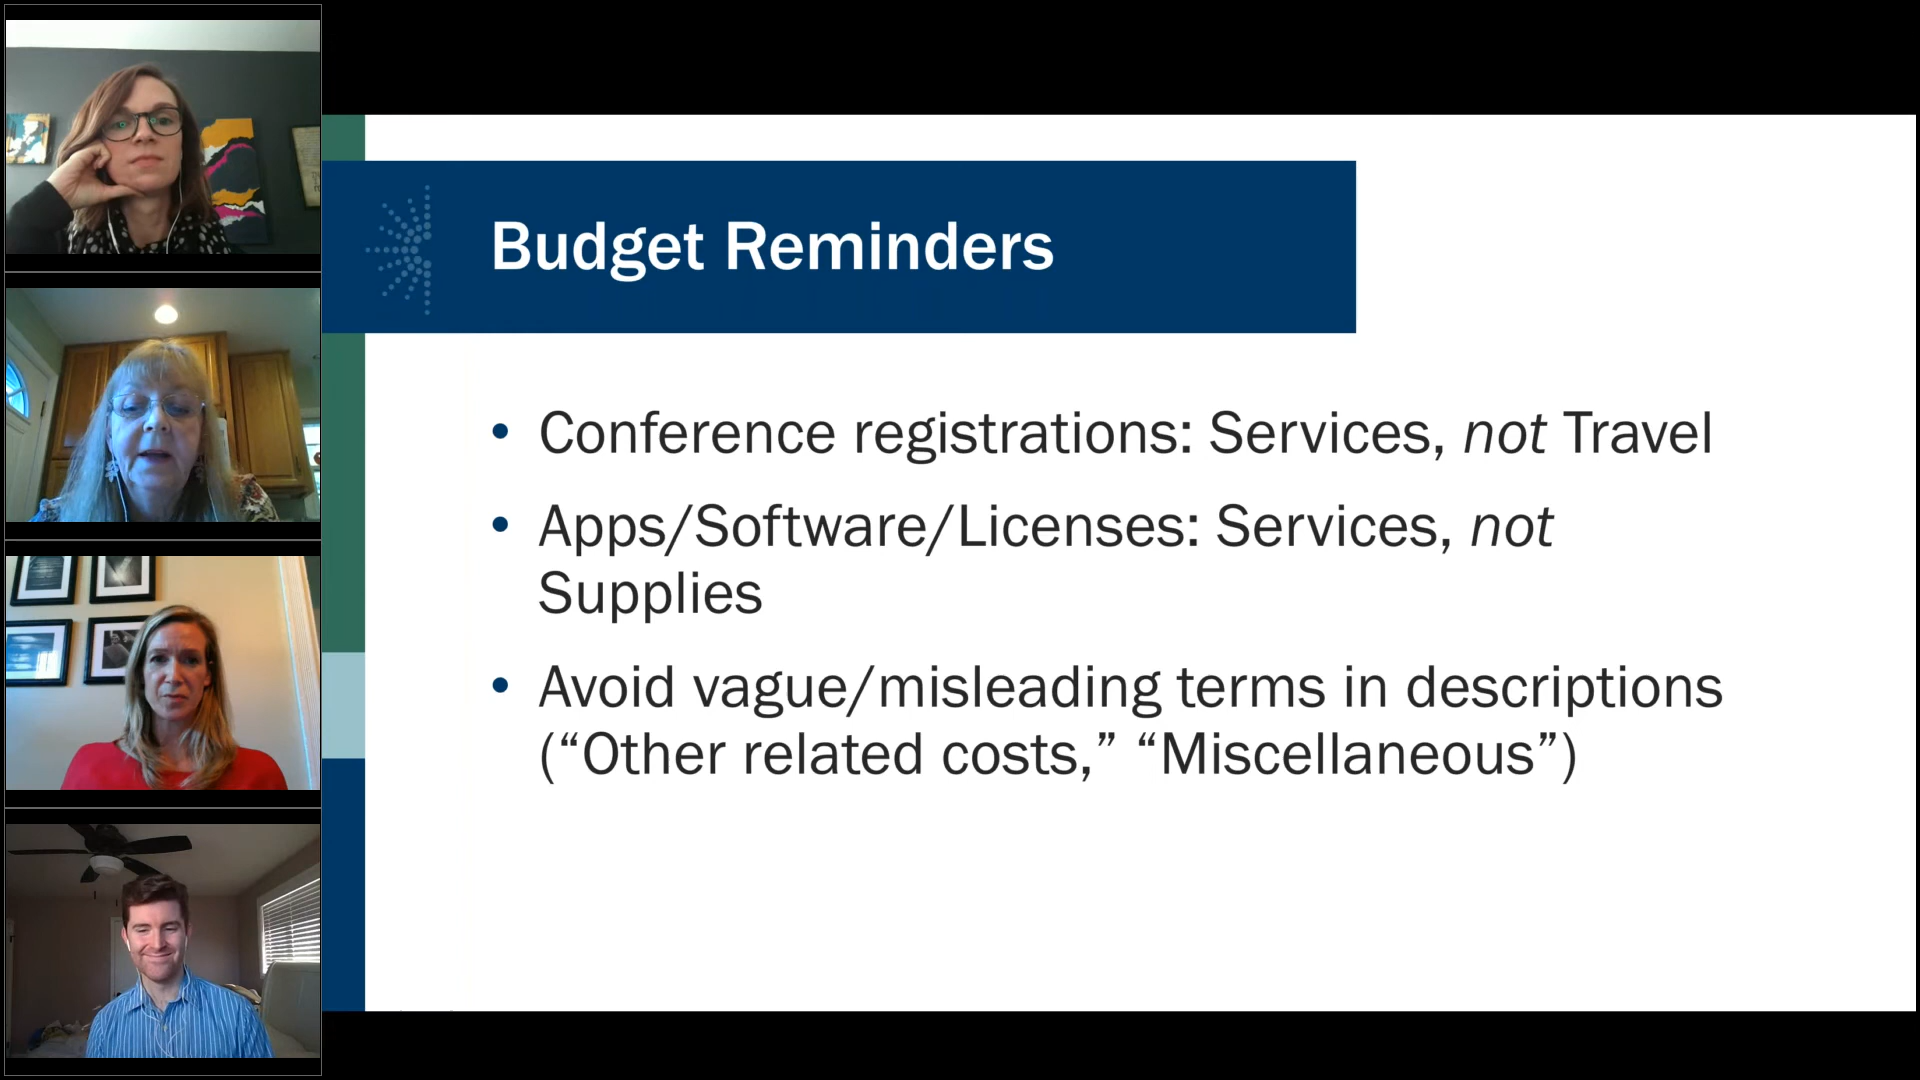 Budget Reminders
• Conference registrations: Services, not Travel
• Apps/Software/Licenses: Services, not
Supplies
• Avoid vague/misleading terms in descriptions
(“Other related costs,” “Miscellaneous”)